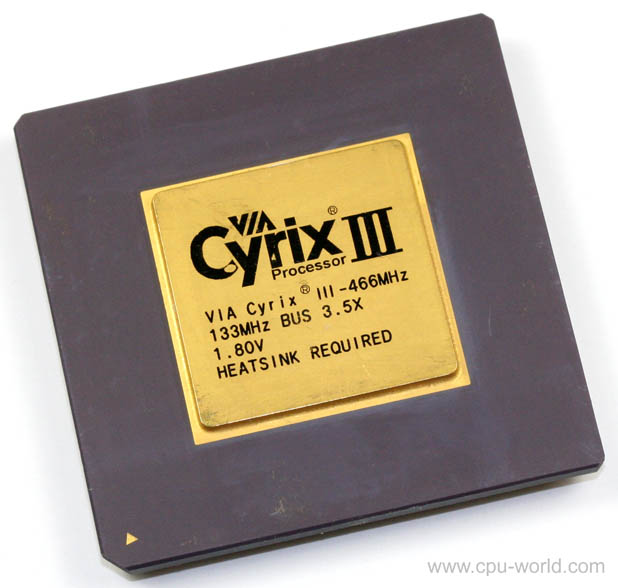 VIA
Cyrix® III
Processor
VIA Cyrix® III-466MHz
133MHz BUS 3.5X
1.80V
HEATSINK REQUIRED
www.cpu-world.com